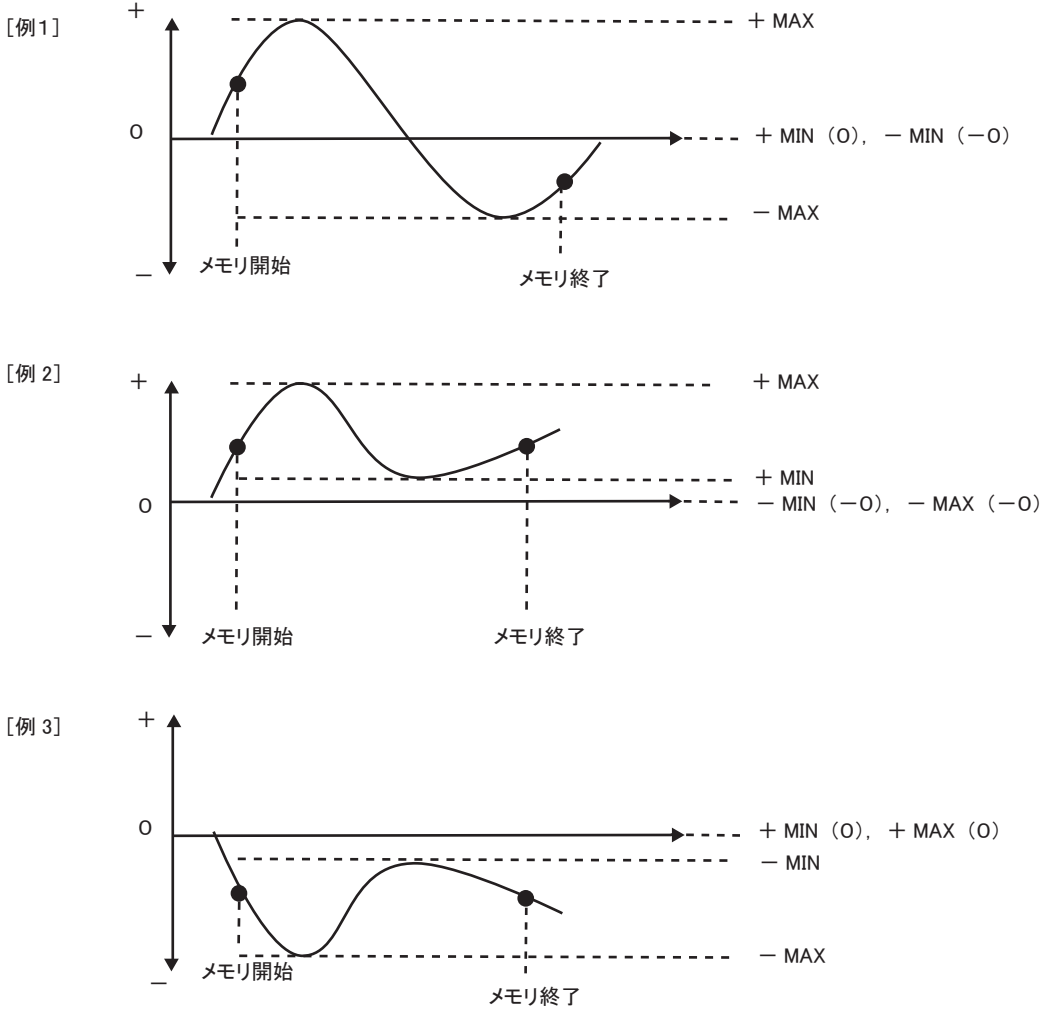 [例1]
+
+ MAX
0
+ MIN (0), − MIN (−0)
− MAX
−
メモリ開始
メモリ終了
[例 2]
+
+ MAX
+ MIN
0
− MIN (−0), − MAX (−0)
−
メモリ開始
メモリ終了
[例 3]
+
0
+ MIN (0), + MAX (0)
− MIN
− MAX
−
メモリ開始
メモリ終了